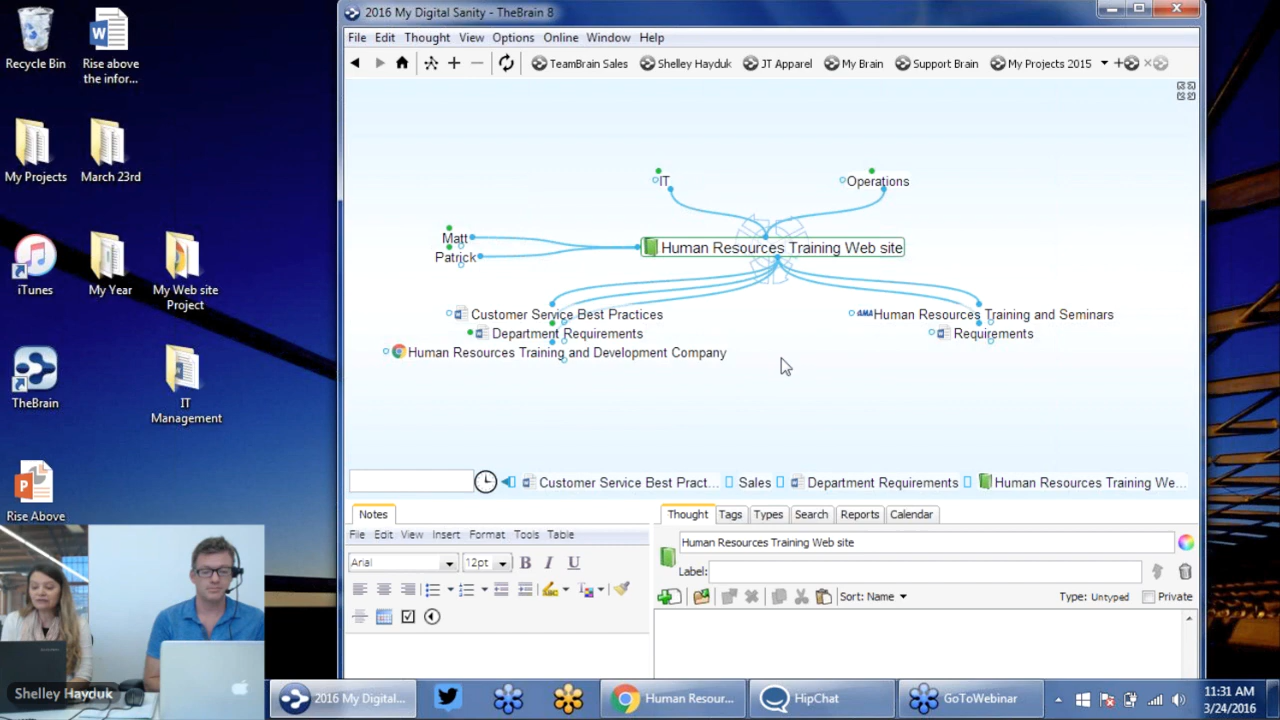 2016 My Digital Sanity - TheBrain 8
File Edit Thought View Options Online Window Help
TeamBrain Sales Shelley Hayduk JT Apparel My Brain Support Brain My Projects 2015
Recycle Bin
Rise above
the infor...
My Projects
March 23rd
iTunes
My Year
My Web site
Project
TheBrain
IT
Management
Rise Above
IT
Operations
Matt
Patrick
Human Resources Training Web site
Customer Service Best Practices
Department Requirements
Human Resources Training and Development Company
AMA Human Resources Training and Seminars
Requirements
Customer Service Best Pract... Sales Department Requirements Human Resources Training We...
Notes
File Edit View Insert Format Tools Table
Arial 12pt B I U
Thought Tags Types Search Reports Calendar
Human Resources Training Web site
Label:
Sort: Name Type: Untyped Private
Shelley Hayduk
2016 My Digital... Human Resour... HipChat GoToWebinar
11:31 AM
3/24/2016